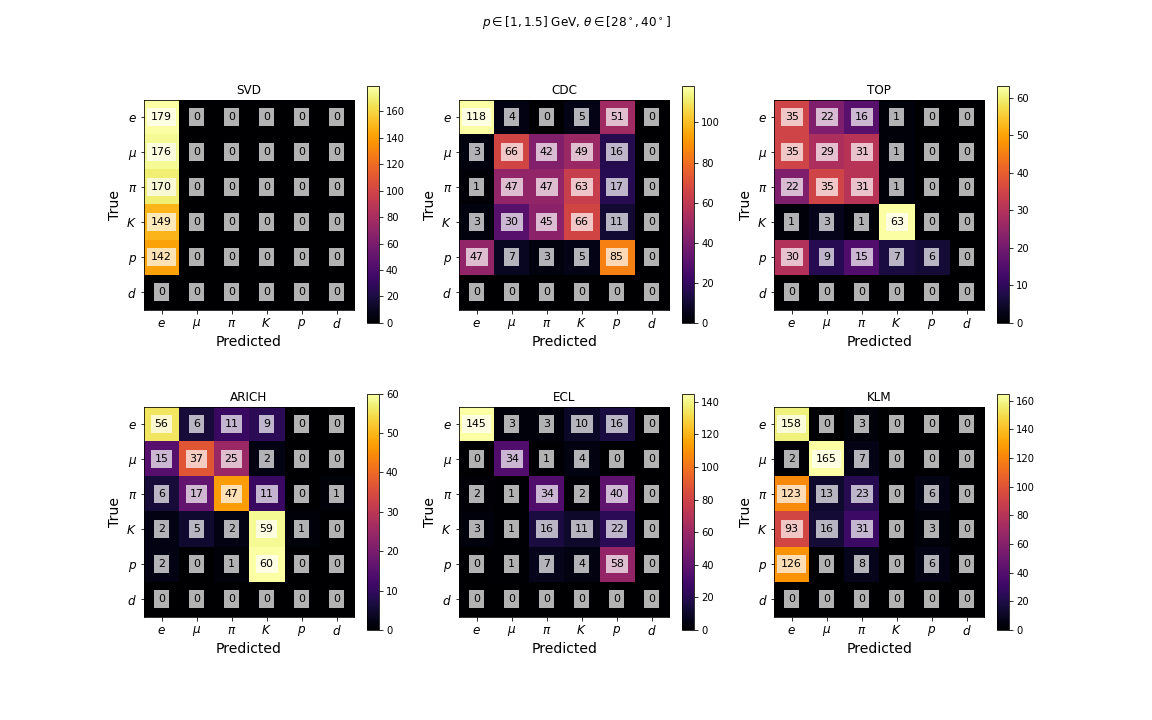 p ∈ [1, 1.5] GeV, θ ∈ [28°, 40°]
SVD
True
e 179 0 0 0 0 0
μ 176 0 0 0 0 0
π 170 0 0 0 0 0
K 149 0 0 0 0 0
p 142 0 0 0 0 0
d 0 0 0 0 0 0
e μ π K p d
Predicted
160
140
120
100
80
60
40
20
0
CDC
True
e 118 4 0 5 51 0
μ 3 66 42 49 16 0
π 1 47 47 63 17 0
K 3 30 45 66 11 0
p 47 7 3 5 85 0
d 0 0 0 0 0 0
e μ π K p d
Predicted
100
80
60
40
20
0
TOP
True
e 35 22 16 1 0 0
μ 35 29 31 1 0 0
π 22 35 31 1 0 0
K 1 3 1 63 0 0
p 30 9 15 7 6 0
d 0 0 0 0 0 0
e μ π K p d
Predicted
60
50
40
30
20
10
0
ARICH
True
e 56 6 11 9 0 0
μ 15 37 25 2 0 0
π 6 17 47 11 0 1
K 2 5 2 59 1 0
p 2 0 1 60 0 0
d 0 0 0 0 0 0
e μ π K p d
Predicted
60
50
40
30
20
10
0
ECL
True
e 145 3 3 10 16 0
μ 0 34 1 4 0 0
π 2 1 34 2 40 0
K 3 1 16 11 22 0
p 0 1 7 4 58 0
d 0 0 0 0 0 0
e μ π K p d
Predicted
140
120
100
80
60
40
20
0
KLM
True
e 158 0 3 0 0 0
μ 2 165 7 0 0 0
π 123 13 23 0 6 0
K 93 16 31 0 3 0
p 126 0 8 0 6 0
d 0 0 0 0 0 0
e μ π K p d
Predicted
160
140
120
100
80
60
40
20
0